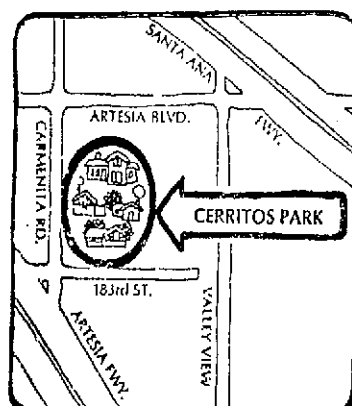 SANTA ANA
FWY.
ARTESIA BLVD.
CARMENITA RD.
CERRITOS PARK
183rd ST.
VALLEY VIEW
ARTESIA FWY.